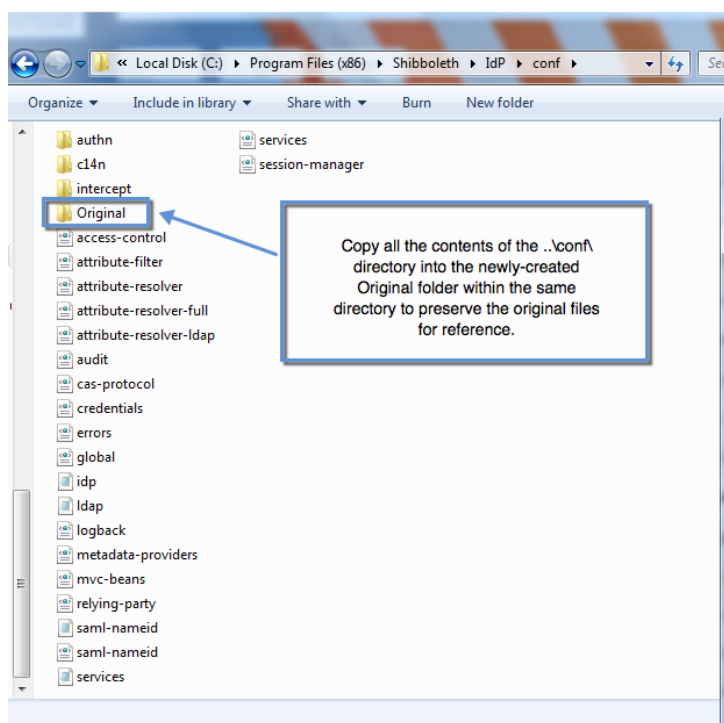 « Local Disk (C:) ▸ Program Files (x86) ▸ Shibboleth ▸ IdP ▸ conf ▸
Organize Include in library Share with Burn New folder
authn
c14n
intercept
Original
access-control
attribute-filter
attribute-resolver
attribute-resolver-full
attribute-resolver-ldap
audit
cas-protocol
credentials
errors
global
idp
ldap
logback
metadata-providers
mvc-beans
relying-party
saml-nameid
saml-nameid
services
services
session-manager
Copy all the contents of the ..\conf\
directory into the newly-created
Original folder within the same
directory to preserve the original files
for reference.